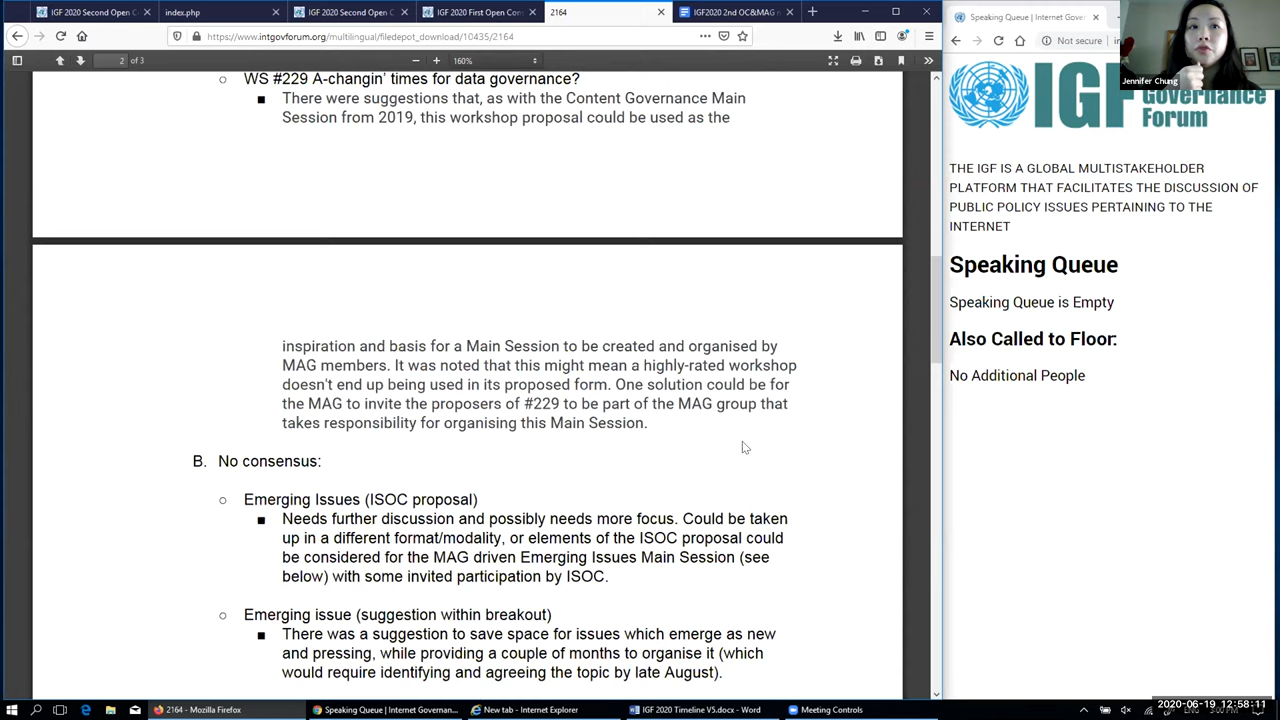 IGF 2020 Second Open C
index.php
IGF 2020 Second Open C
IGF 2020 First Open Con
2164
IGF2020 2nd OC&MAG n
https://www.intgovforum.org/multilingual/filedepot_download/10435/2164
2 of 3
160%
WS #229 A-changin’ times for data governance?
There were suggestions that, as with the Content Governance Main
Session from 2019, this workshop proposal could be used as the
inspiration and basis for a Main Session to be created and organised by
MAG members. It was noted that this might mean a highly-rated workshop
doesn't end up being used in its proposed form. One solution could be for
the MAG to invite the proposers of #229 to be part of the MAG group that
takes responsibility for organising this Main Session.
B. No consensus:
Emerging Issues (ISOC proposal)
Needs further discussion and possibly needs more focus. Could be taken
up in a different format/modality, or elements of the ISOC proposal could
be considered for the MAG driven Emerging Issues Main Session (see
below) with some invited participation by ISOC.
Emerging issue (suggestion within breakout)
There was a suggestion to save space for issues which emerge as new
and pressing, while providing a couple of months to organise it (which
would require identifying and agreeing the topic by late August).
Speaking Queue | Internet Gover
Not secure
Jennifer Chung
IGF
Governance
Forum
THE IGF IS A GLOBAL MULTISTAKEHOLDER
PLATFORM THAT FACILITATES THE DISCUSSION OF
PUBLIC POLICY ISSUES PERTAINING TO THE
INTERNET
Speaking Queue
Speaking Queue is Empty
Also Called to Floor:
No Additional People
2164 - Mozilla Firefox
Speaking Queue | Internet Governan...
New tab - Internet Explorer
IGF 2020 Timeline V5.docx - Word
Meeting Controls
2020-06-19 12:58:11